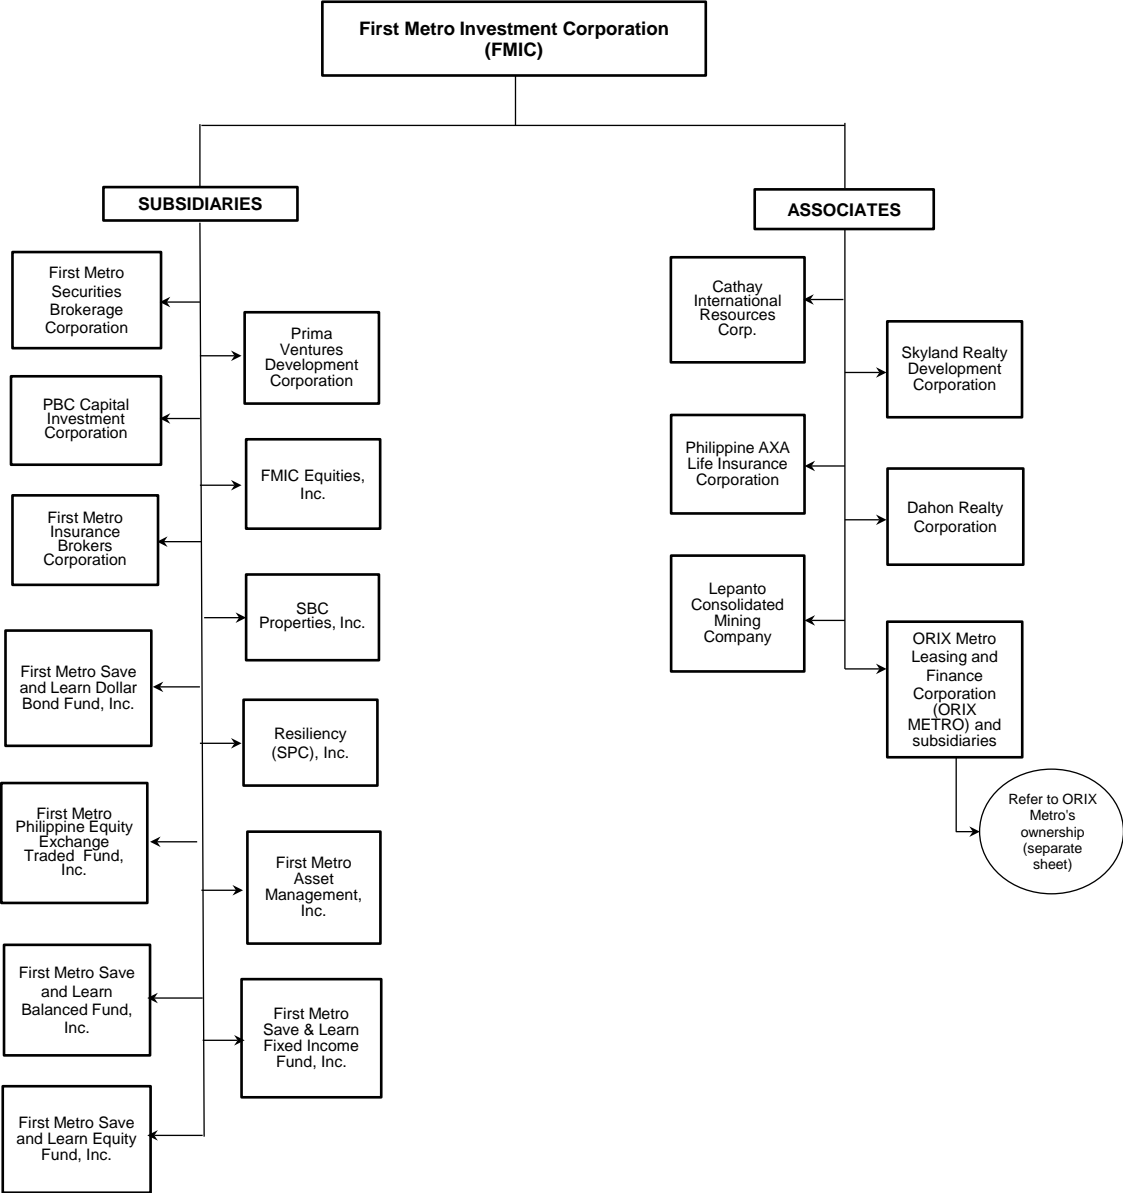 First Metro Investment Corporation
(FMIC)
SUBSIDIARIES
First Metro
Securities
Brokerage
Corporation
Prima
Ventures
Development
Corporation
PBC Capital
Investment
Corporation
FMIC Equities,
Inc.
First Metro
Insurance
Brokers
Corporation
SBC
Properties, Inc.
First Metro Save
and Learn Dollar
Bond Fund, Inc.
Resiliency
(SPC), Inc.
First Metro
Philippine Equity
Exchange
Traded Fund,
Inc.
First Metro
Asset
Management,
Inc.
First Metro Save
and Learn
Balanced Fund,
Inc.
First Metro
Save & Learn
Fixed Income
Fund, Inc.
First Metro Save
and Learn Equity
Fund, Inc.
ASSOCIATES
Cathay
International
Resources
Corp.
Skyland Realty
Development
Corporation
Philippine AXA
Life Insurance
Corporation
Dahon Realty
Corporation
Lepanto
Consolidated
Mining
Company
ORIX Metro
Leasing and
Finance
Corporation
(ORIX
METRO) and
subsidiaries
Refer to ORIX
Metro's
ownership
(separate
sheet)